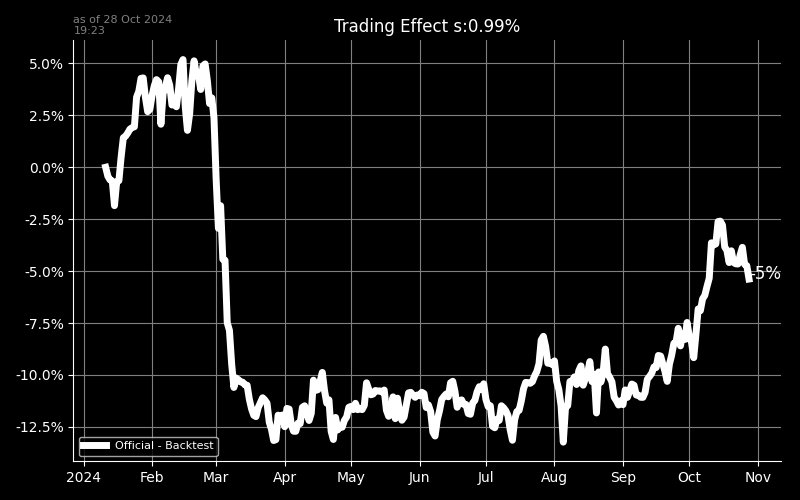 as of 28 Oct 2024
19:23
Trading Effect s:0.99%
5.0%
2.5%
0.0%
-2.5%
-5.0%
-7.5%
-10.0%
-12.5%
-5%
Official - Backtest
2024 Feb Mar Apr May Jun Jul Aug Sep Oct Nov